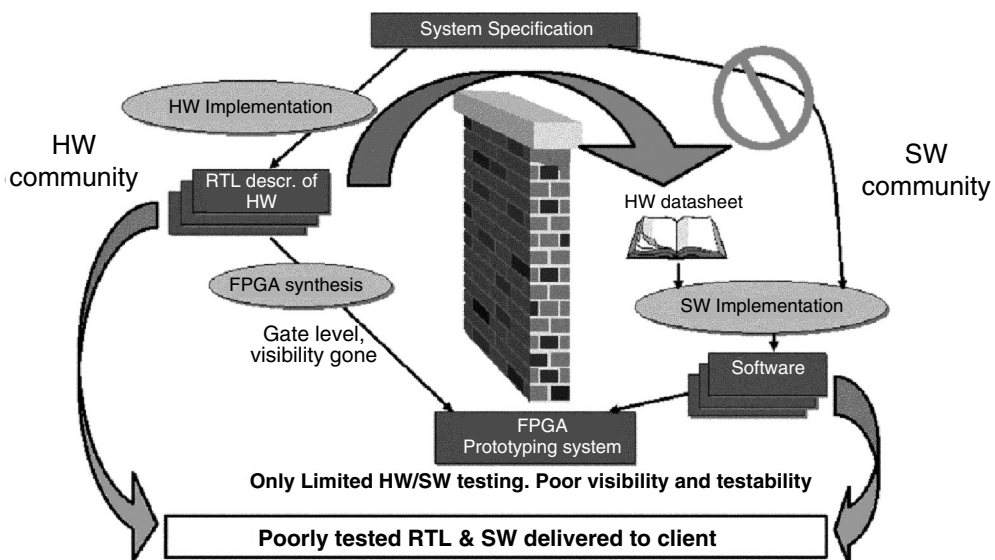 System Specification
HW Implementation
HW
community
SW
community
RTL descr. of
HW
HW datasheet
FPGA synthesis
SW Implementation
Gate level,
visibility gone
Software
FPGA
Prototyping system
Only Limited HW/SW testing. Poor visibility and testability
Poorly tested RTL & SW delivered to client